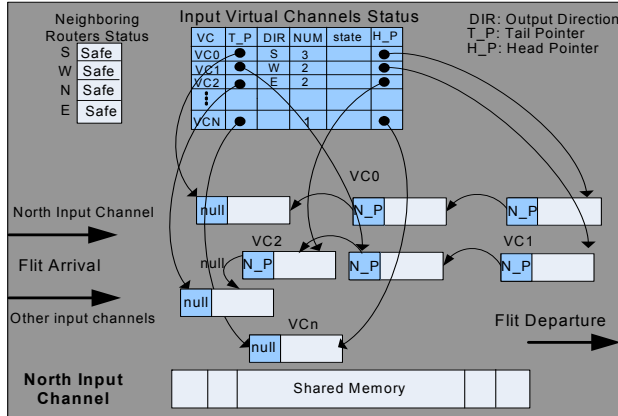 Neighboring
Routers Status
S Safe
W Safe
N Safe
E Safe
Input Virtual Channels Status
VC T_P DIR NUM state H_P
VC0 S 3
VC1 W 2
VC2 E 2
VCN 1
DIR: Output Direction
T_P: Tail Pointer
H_P: Head Pointer
VC0
null N_P N_P
North Input Channel
VC2 VC1
Flit Arrival
null N_P N_P N_P
null
Other input channels
VCn
Flit Departure
null
North Input
Channel
Shared Memory